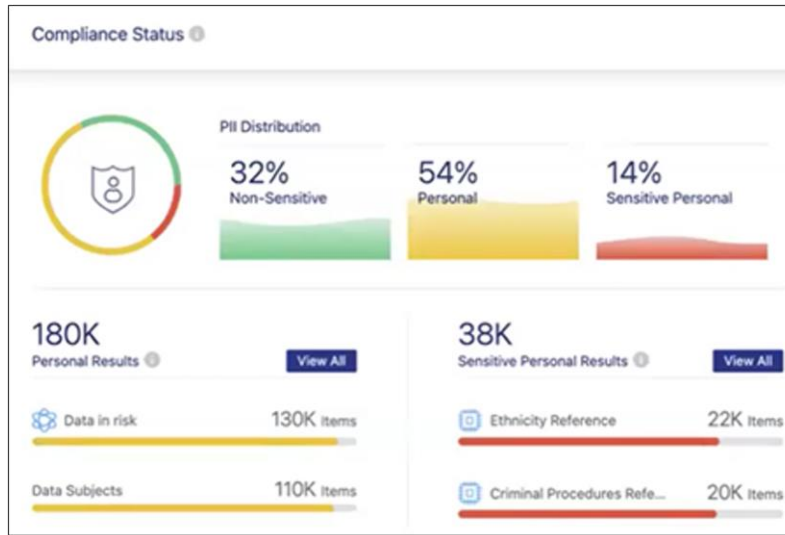 Compliance Status
PII Distribution
32%
Non-Sensitive
54%
Personal
14%
Sensitive Personal
180K
Personal Results
View All
Data in risk 130K Items
Data Subjects 110K Items
38K
Sensitive Personal Results
View All
Ethnicity Reference 22K Items
Criminal Procedures Refe... 20K Items